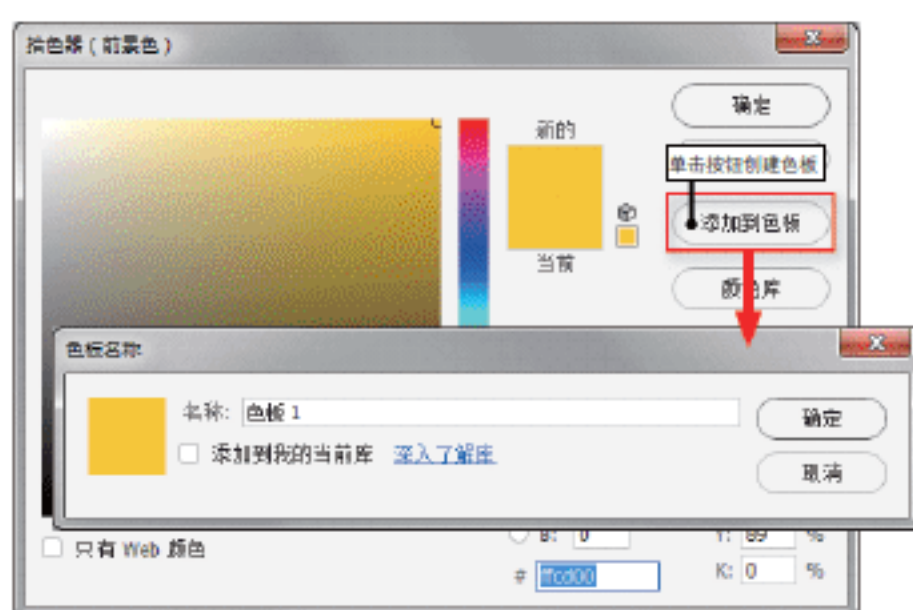 拾色器（前景色）
确定
新的
单击按钮创建色板
添加到色板
当前
颜色库
色板名称
名称: 色板 1
确定
添加到我的当前库 深入了解库
取消
只有 Web 颜色
B: 0
Y: 89 %
# ffcd00
K: 0 %